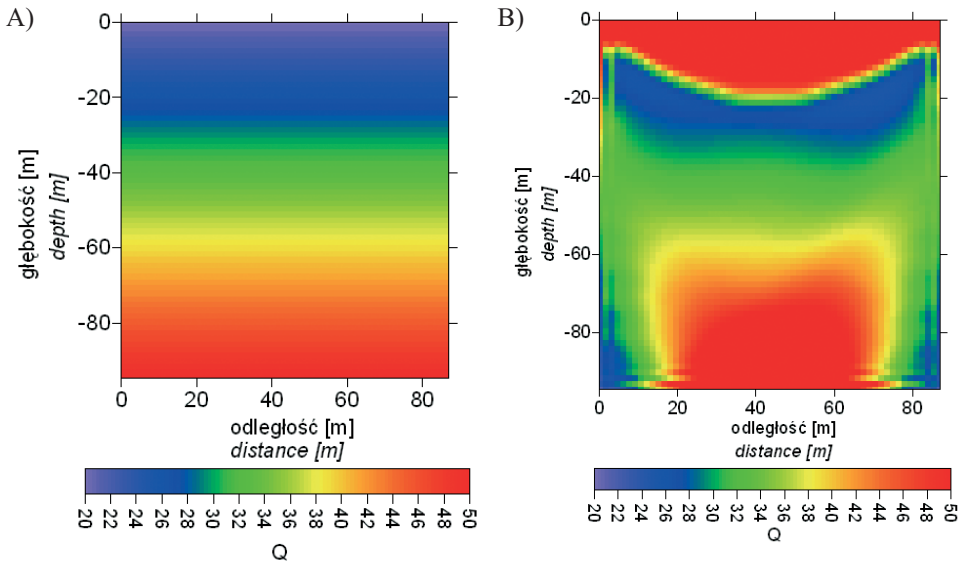 A)
0
-20
-40
-60
-80
głębokość [m]
depth [m]
0 20 40 60 80
odległość [m]
distance [m]
20 22 24 26 28 30 32 34 36 38 40 42 44 46 48 50
Q
B)
0
-20
-40
-60
-80
głębokość [m]
depth [m]
0 20 40 60 80
odległość [m]
distance [m]
20 22 24 26 28 30 32 34 36 38 40 42 44 46 48 50
Q